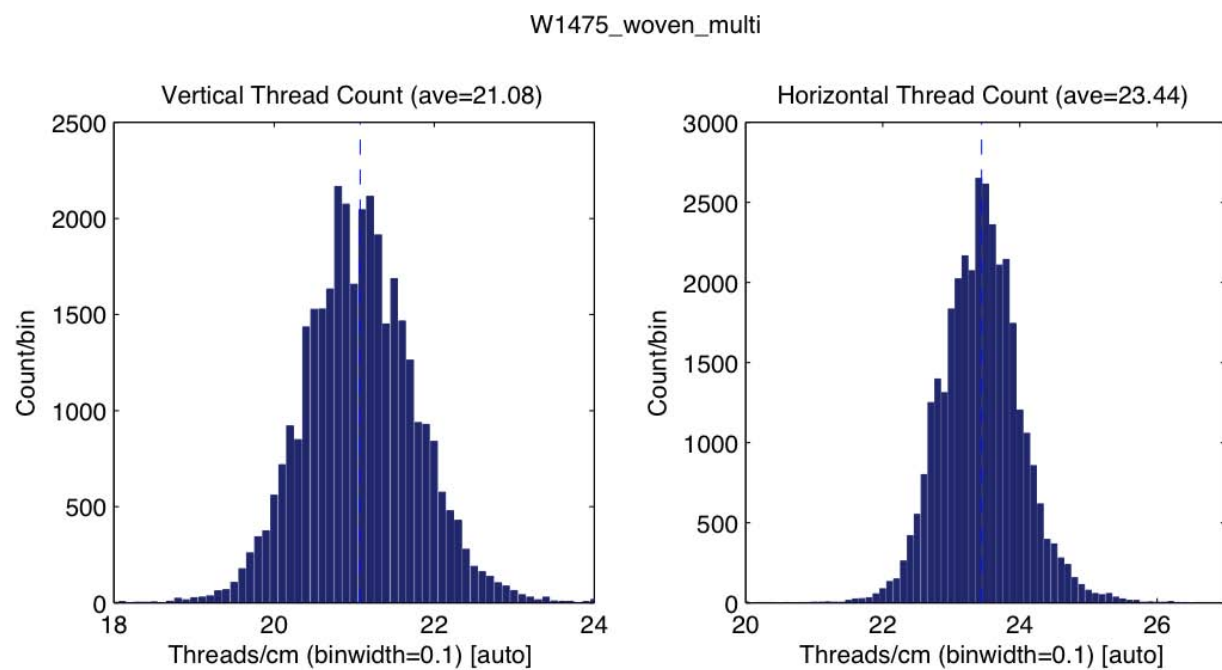 W1475_woven_multi
Vertical Thread Count (ave=21.08)
2500
2000
1500
1000
500
0
Count/bin
18 20 22 24
Threads/cm (binwidth=0.1) [auto]
Horizontal Thread Count (ave=23.44)
3000
2500
2000
1500
1000
500
0
Count/bin
20 22 24 26
Threads/cm (binwidth=0.1) [auto]